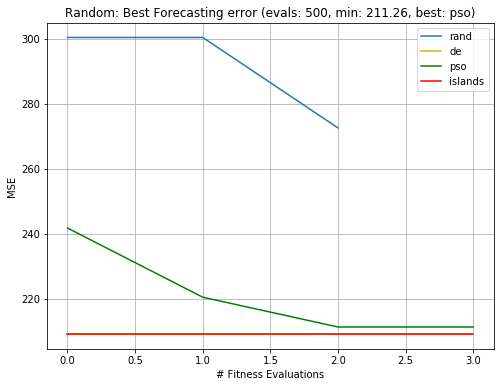 Random: Best Forecasting error (evals: 500, min: 211.26, best: pso)
rand
de
pso
islands
300
280
260
240
220
MSE
0.0 0.5 1.0 1.5 2.0 2.5 3.0
# Fitness Evaluations